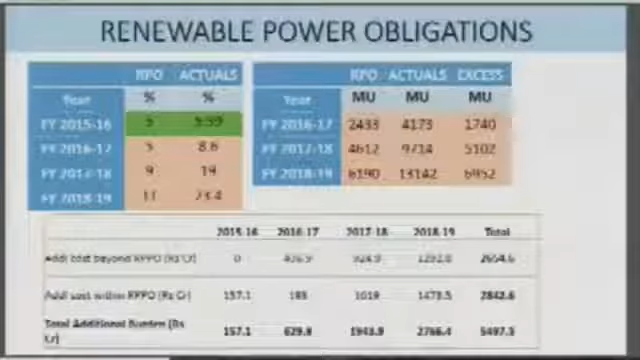 RENEWABLE POWER OBLIGATIONS
RPO ACTUALS
Year % %
FY 2015-16 5 5.59
FY 2016-17 5 8.6
FY 2017-18 9 19
FY 2018-19 11 23.4
RPO ACTUALS EXCESS
Year MU MU MU
FY 2016-17 2433 4173 1740
FY 2017-18 4612 9714 5102
FY 2018-19 6190 13142 6952
2015-16 2016-17 2017-18 2018-19 Total
Addl cost beyond RPPO (Rs Cr) 0 2654.6
Addl cost within RPPO (Rs Cr) 157.1 193 1019 1473.5 2842.6
Total Additional Burden (Rs
Cr) 157.1 629.9 1943.9 2766.4 5497.3